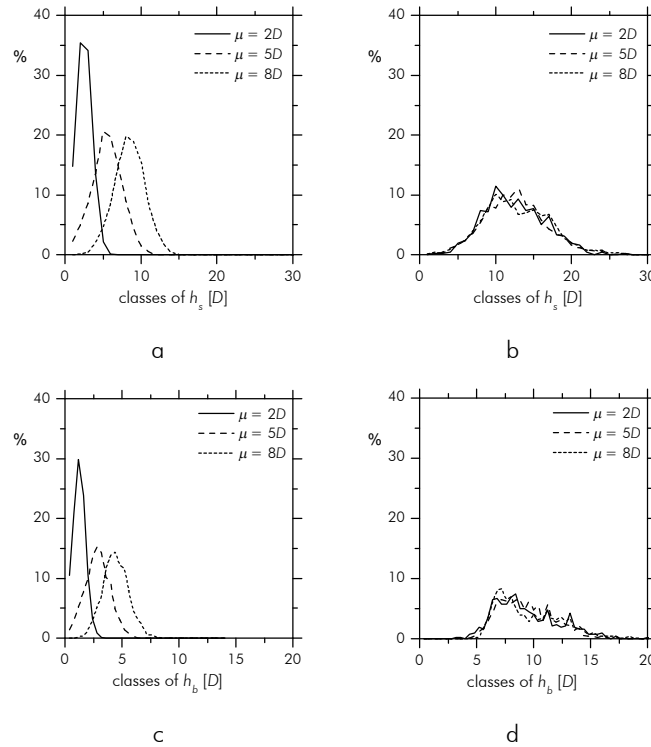 40
30
20
10
0
%
μ = 2D
μ = 5D
μ = 8D
0 10 20 30
classes of h_s [D]
a
40
30
20
10
0
%
μ = 2D
μ = 5D
μ = 8D
0 10 20 30
classes of h_s [D]
b
40
30
20
10
0
%
μ = 2D
μ = 5D
μ = 8D
0 5 10 15 20
classes of h_b [D]
c
40
30
20
10
0
%
μ = 2D
μ = 5D
μ = 8D
0 5 10 15 20
classes of h_b [D]
d